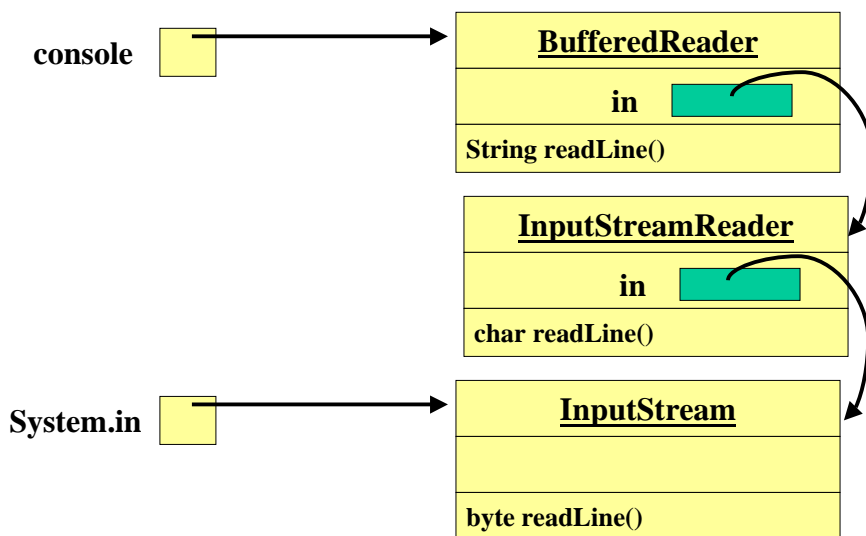 console
BufferedReader
in
String readLine()
InputStreamReader
in
char readLine()
System.in
InputStream
byte readLine()